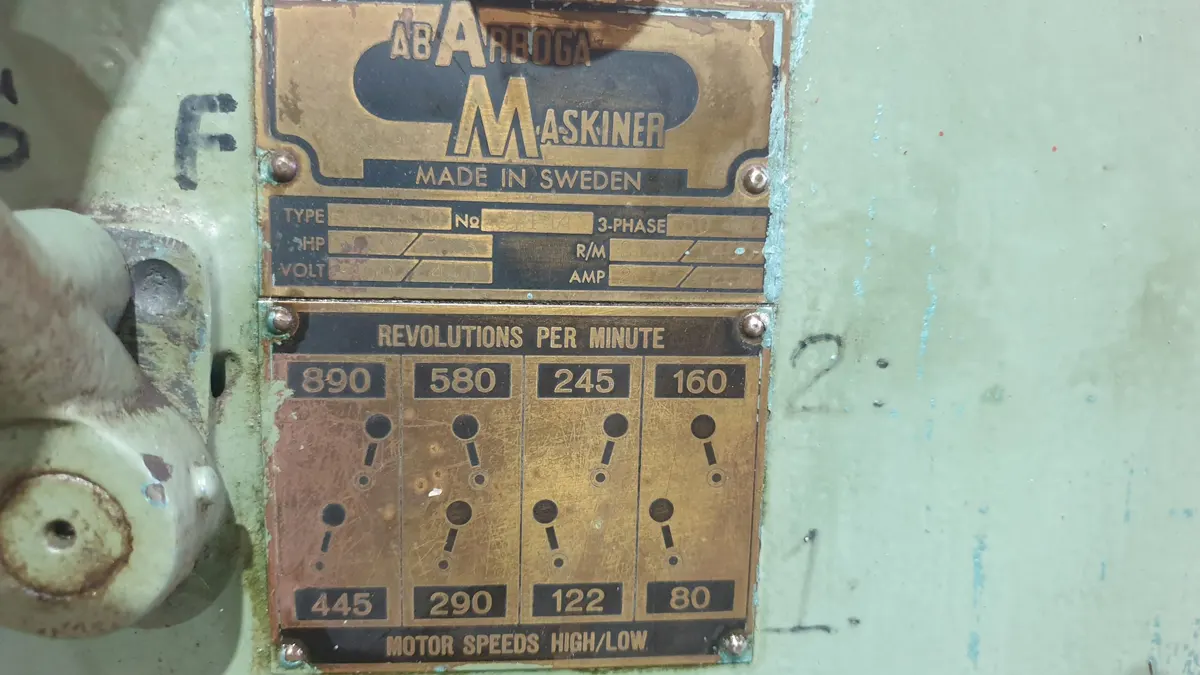 AB ARBOGA
MASKINER
MADE IN SWEDEN
F
TYPE No 3-PHASE
HP R/M
VOLT AMP
REVOLUTIONS PER MINUTE
890 580 245 160
2.
445 290 122 80
1.
MOTOR SPEEDS HIGH/LOW